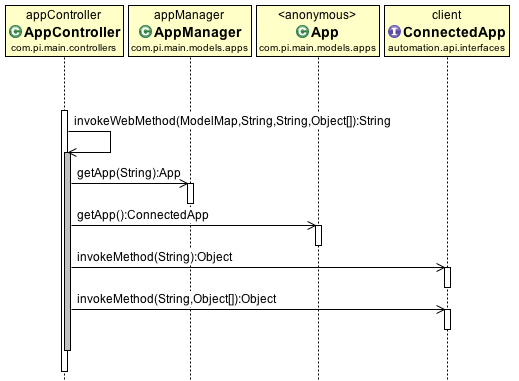 appController
C AppController
com.pi.main.controllers
appManager
C AppManager
com.pi.main.models.apps
<anonymous>
C App
com.pi.main.models.apps
client
I ConnectedApp
automation.api.interfaces
invokeWebMethod(ModelMap,String,String,Object[]):String
getApp(String):App
getApp():ConnectedApp
invokeMethod(String):Object
invokeMethod(String,Object[]):Object